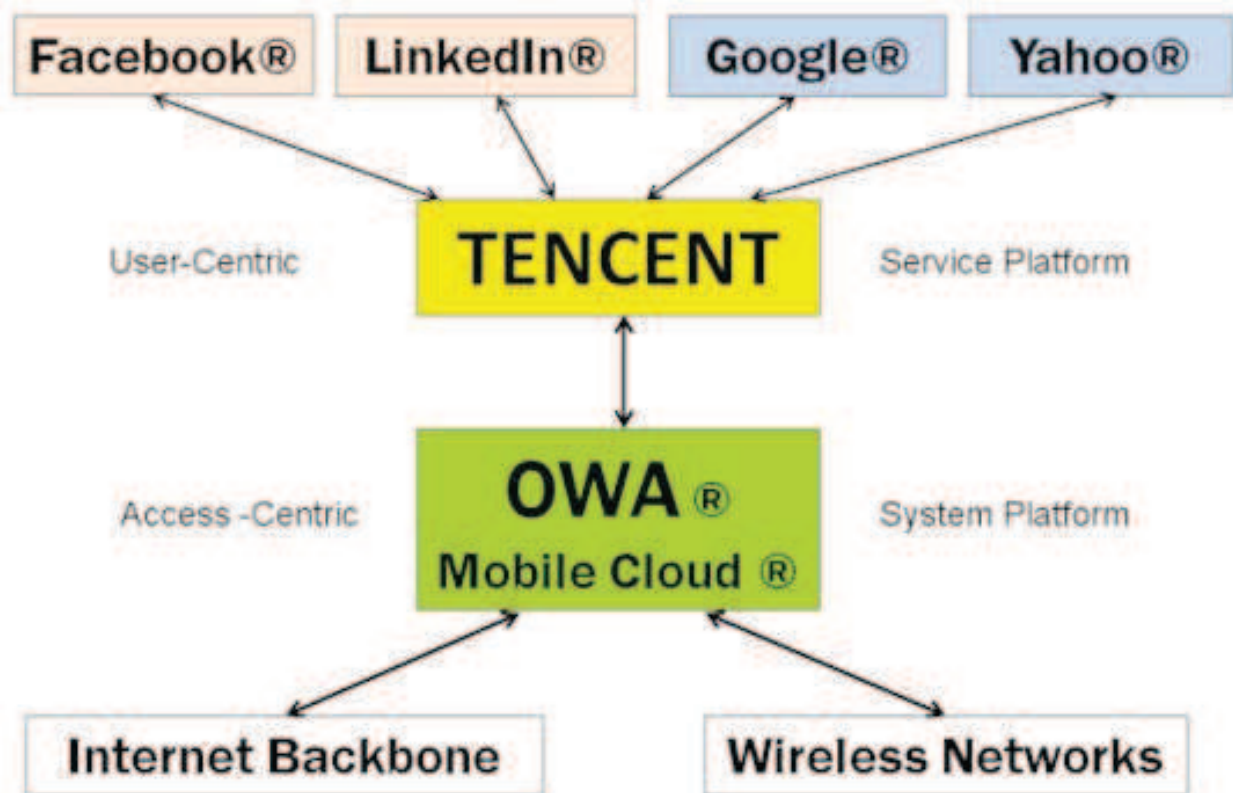 Facebook® LinkedIn® Google® Yahoo®
User-Centric TENCENT Service Platform
OWA ®
Access -Centric System Platform
Mobile Cloud ®
Internet Backbone Wireless Networks